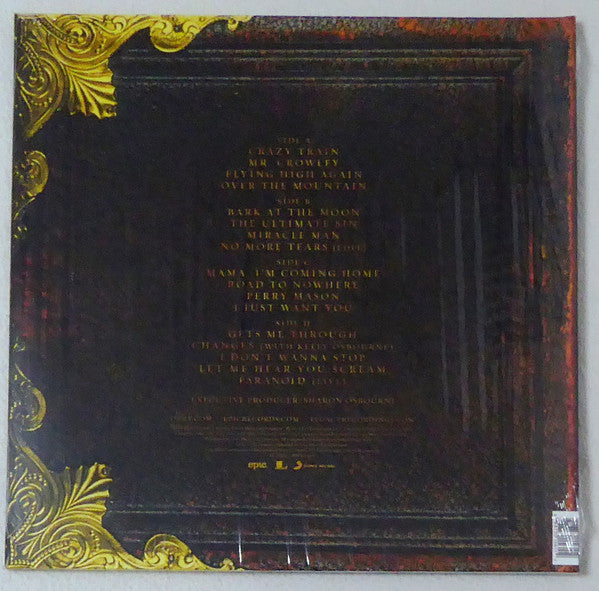 SIDE A
CRAZY TRAIN
MR. CROWLEY
FLYING HIGH AGAIN
OVER THE MOUNTAIN
SIDE B
BARK AT THE MOON
THE ULTIMATE SIN
MIRACLE MAN
NO MORE TEARS (EDIT)
SIDE C
MAMA, I'M COMING HOME
ROAD TO NOWHERE
PERRY MASON
I JUST WANT YOU
SIDE D
GETS ME THROUGH
CHANGES (WITH KELLY OSBOURNE)
I DON'T WANNA STOP
LET ME HEAR YOU SCREAM
PARANOID (LIVE)
EXECUTIVE PRODUCER: SHARON OSBOURNE
EPICRECORDS.COM
epic